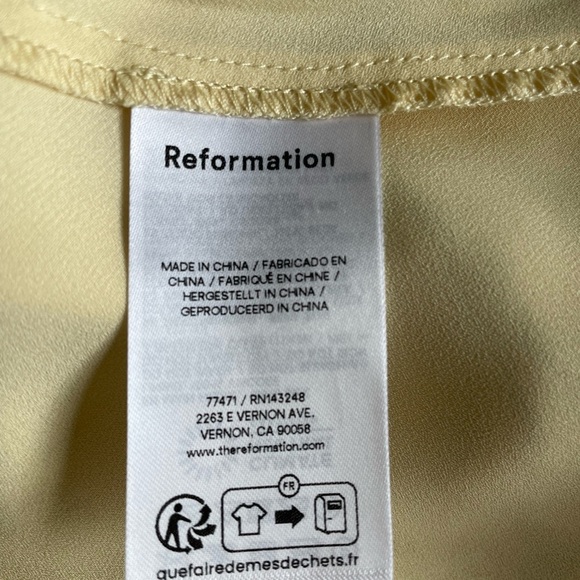 Reformation
MADE IN CHINA / FABRICADO EN
CHINA / FABRIQUÉ EN CHINE /
HERGESTELLT IN CHINA /
GEPRODUCEERD IN CHINA
77471 / RN143248
2263 E VERNON AVE,
VERNON, CA 90058
www.thereformation.com
FR
quefairedemesdechets.fr